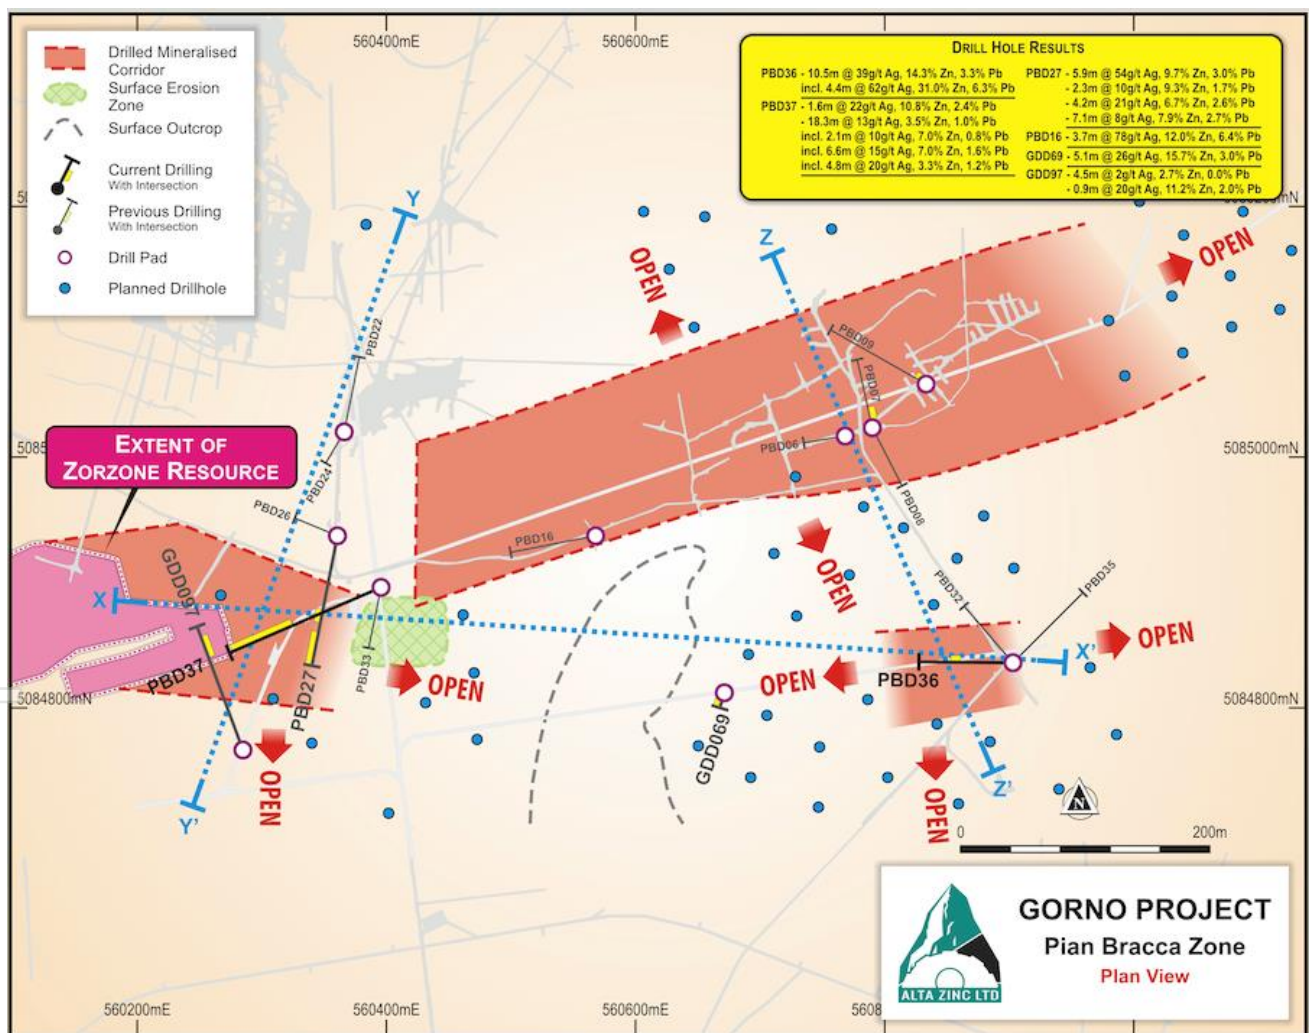 560400mE
560600mE
Drilled Mineralised
Corridor
Surface Erosion
Zone
Surface Outcrop
Current Drilling
With Intersection
Previous Drilling
With Intersection
Drill Pad
Planned Drillhole
DRILL HOLE RESULTS
PBD36 - 10.5m @ 39g/t Ag, 14.3% Zn, 3.3% Pb
incl. 4.4m @ 62g/t Ag, 31.0% Zn, 6.3% Pb
PBD37 - 1.6m @ 22g/t Ag, 10.8% Zn, 2.4% Pb
- 18.3m @ 13g/t Ag, 3.5% Zn, 1.0% Pb
incl. 2.1m @ 10g/t Ag, 7.0% Zn, 0.8% Pb
incl. 6.6m @ 15g/t Ag, 7.0% Zn, 1.6% Pb
incl. 4.8m @ 20g/t Ag, 3.3% Zn, 1.2% Pb
PBD27 - 5.9m @ 54g/t Ag, 9.7% Zn, 3.0% Pb
- 2.3m @ 10g/t Ag, 9.3% Zn, 1.7% Pb
- 4.2m @ 21g/t Ag, 6.7% Zn, 2.6% Pb
- 7.1m @ 8g/t Ag, 7.9% Zn, 2.7% Pb
PBD16 - 3.7m @ 78g/t Ag, 12.0% Zn, 6.4% Pb
GDD69 - 5.1m @ 26g/t Ag, 15.7% Zn, 3.0% Pb
GDD97 - 4.5m @ 2g/t Ag, 2.7% Zn, 0.0% Pb
- 0.9m @ 20g/t Ag, 11.2% Zn, 2.0% Pb
Y
Z
OPEN
OPEN
PBD22
PBD09
PBD07
PBD06
5085000mN
EXTENT OF
ZORZONE RESOURCE
PBD24
PBD26
PBD16
PBD08
OPEN
PBD32
PBD35
X
GDD097
PBD37
PBD27
PBD33
OPEN
OPEN
PBD36
X'
OPEN
5084800mN
5084800mN
GDD069
OPEN
OPEN
Z'
Y'
N
0
200m
GORNO PROJECT
Pian Bracca Zone
Plan View
ALTA ZINC LTD
560200mE
560400mE
560600mE